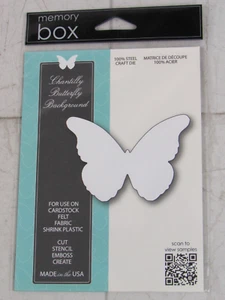 memory
box
Chantilly
Butterfly
Background
100% STEEL
CRAFT DIE
MATRICE DE DECOUPE
100% ACIER
FOR USE ON
CARDSTOCK
FELT
FABRIC
SHRINK PLASTIC
CUT
STENCIL
EMBOSS
CREATE
MADE in the USA
scan to
view samples